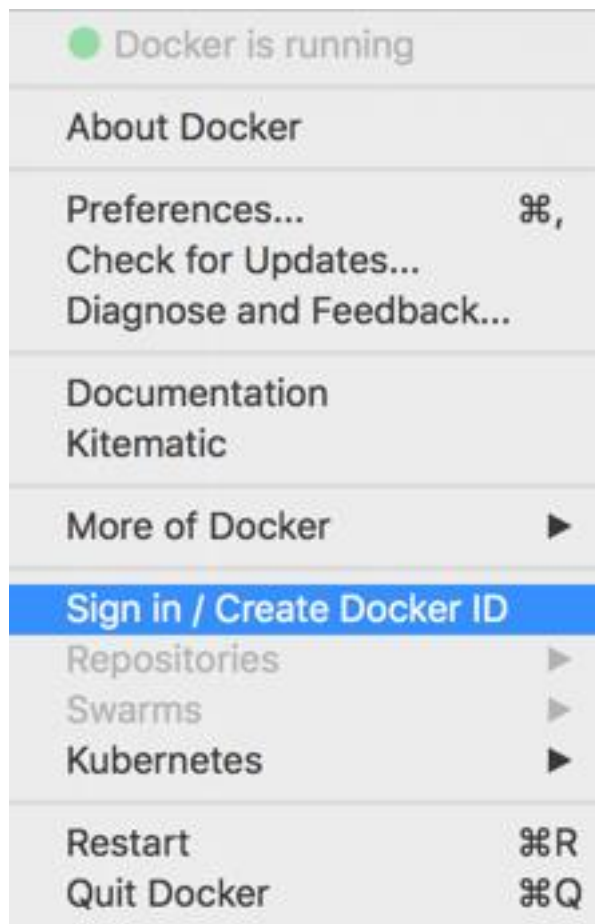 Docker is running
About Docker
Preferences... ⌘,
Check for Updates...
Diagnose and Feedback...
Documentation
Kitematic
More of Docker ▶
Sign in / Create Docker ID
Repositories ▶
Swarms ▶
Kubernetes ▶
Restart ⌘R
Quit Docker ⌘Q